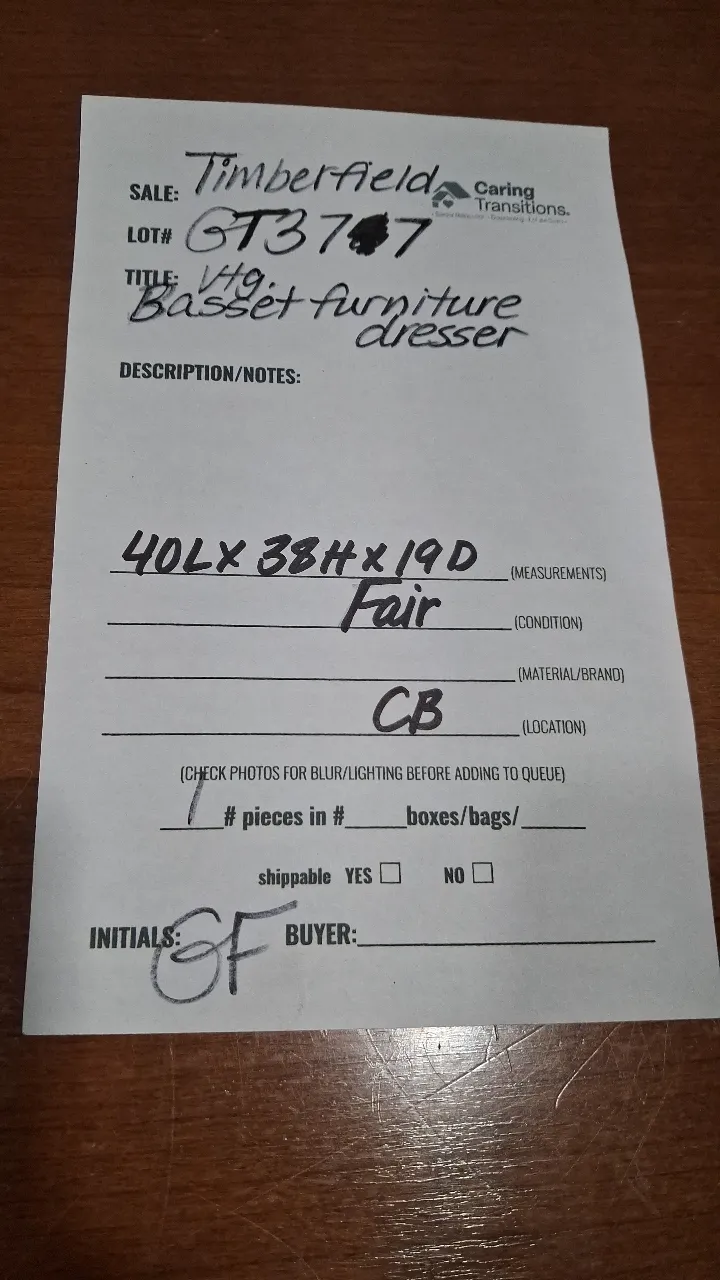 SALE: Timberfield
Caring
Transitions.
LOT# GT377
TITLE: Vtg.
Basset furniture
dresser
DESCRIPTION/NOTES:
40L X 38H X 19D (MEASUREMENTS)
Fair (CONDITION)
(MATERIAL/BRAND)
CB (LOCATION)
(CHECK PHOTOS FOR BLUR/LIGHTING BEFORE ADDING TO QUEUE)
1 # pieces in # boxes/bags/
shippable YES NO
INITIALS: GF BUYER: